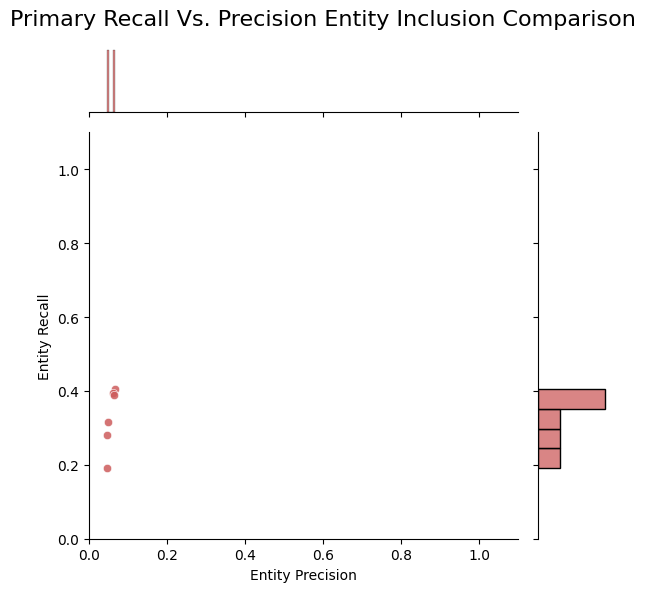 Primary Recall Vs. Precision Entity Inclusion Comparison
1.0
0.8
0.6
0.4
0.2
0.0
Entity Recall
0.0 0.2 0.4 0.6 0.8 1.0
Entity Precision